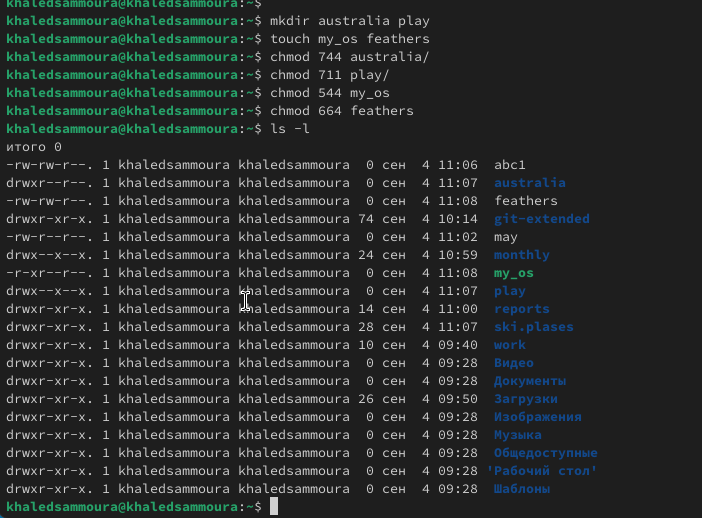 khaledsammoura@khaledsammoura:~$
khaledsammoura@khaledsammoura:~$ mkdir australia play
khaledsammoura@khaledsammoura:~$ touch my_os feathers
khaledsammoura@khaledsammoura:~$ chmod 744 australia/
khaledsammoura@khaledsammoura:~$ chmod 711 play/
khaledsammoura@khaledsammoura:~$ chmod 544 my_os
khaledsammoura@khaledsammoura:~$ chmod 664 feathers
khaledsammoura@khaledsammoura:~$ ls -l
итого 0
-rw-rw-r--. 1 khaledsammoura khaledsammoura  0 сен  4 11:06  abc1
drwxr--r--. 1 khaledsammoura khaledsammoura  0 сен  4 11:07  australia
-rw-rw-r--. 1 khaledsammoura khaledsammoura  0 сен  4 11:08  feathers
drwxr-xr-x. 1 khaledsammoura khaledsammoura 74 сен  4 10:14  git-extended
-rw-r--r--. 1 khaledsammoura khaledsammoura  0 сен  4 11:02  may
drwx--x--x. 1 khaledsammoura khaledsammoura 24 сен  4 10:59  monthly
-r-xr--r--. 1 khaledsammoura khaledsammoura  0 сен  4 11:08  my_os
drwx--x--x. 1 khaledsammoura khaledsammoura  0 сен  4 11:07  play
drwxr-xr-x. 1 khaledsammoura khaledsammoura 14 сен  4 11:00  reports
drwxr-xr-x. 1 khaledsammoura khaledsammoura 28 сен  4 11:07  ski.plases
drwxr-xr-x. 1 khaledsammoura khaledsammoura 10 сен  4 09:40  work
drwxr-xr-x. 1 khaledsammoura khaledsammoura  0 сен  4 09:28  Видео
drwxr-xr-x. 1 khaledsammoura khaledsammoura  0 сен  4 09:28  Документы
drwxr-xr-x. 1 khaledsammoura khaledsammoura 26 сен  4 09:50  Загрузки
drwxr-xr-x. 1 khaledsammoura khaledsammoura  0 сен  4 09:28  Изображения
drwxr-xr-x. 1 khaledsammoura khaledsammoura  0 сен  4 09:28  Музыка
drwxr-xr-x. 1 khaledsammoura khaledsammoura  0 сен  4 09:28  Общедоступные
drwxr-xr-x. 1 khaledsammoura khaledsammoura  0 сен  4 09:28 'Рабочий стол'
drwxr-xr-x. 1 khaledsammoura khaledsammoura  0 сен  4 09:28  Шаблоны
khaledsammoura@khaledsammoura:~$